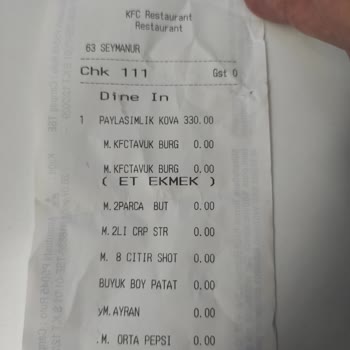 KFC Restaurant
Restaurant
63 SEYMANUR
Chk 111 Gst 0
Dine In
1 PAYLASIMLIK KOVA 330.00
M.KFCTAVUK BURG 0.00
M.KFCTAVUK BURG 0.00
( ET EKMEK )
M.2PARCA BUT 0.00
M.2LI CRP STR 0.00
M. 8 CITIR SHOT 0.00
BUYUK BOY PATAT 0.00
yM.AYRAN 0.00
.M. ORTA PEPSI 0.00